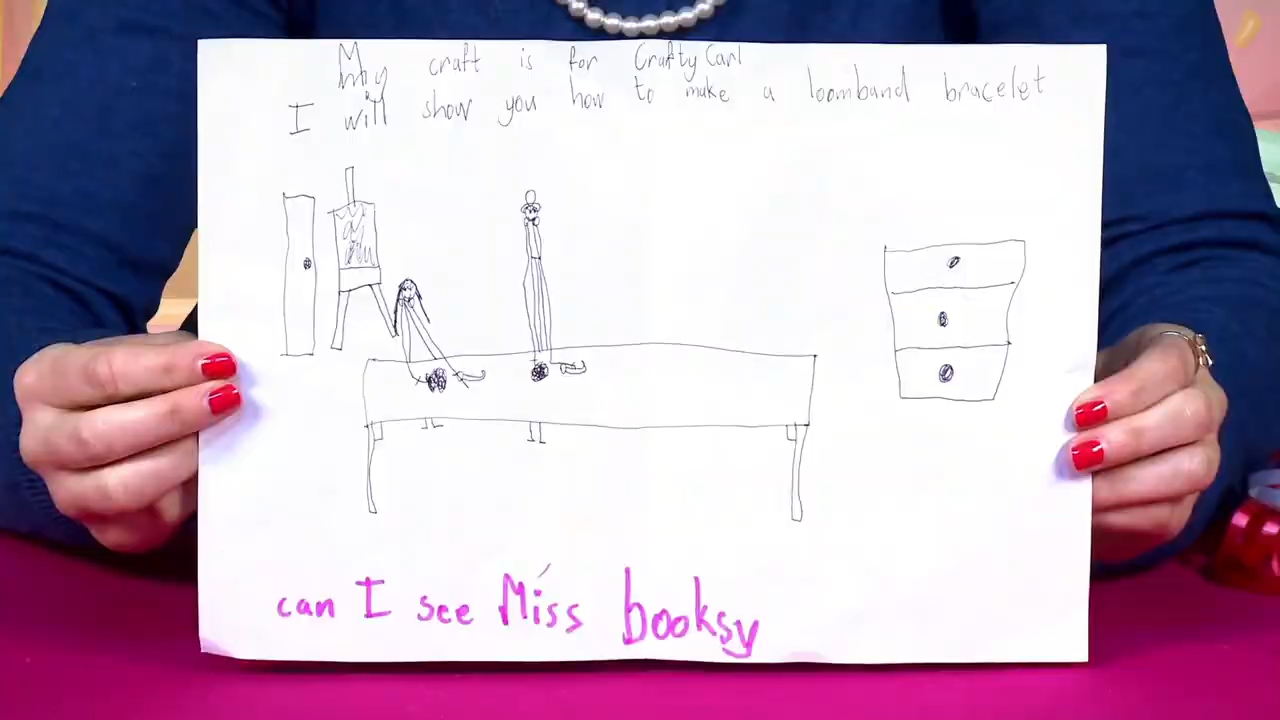 My craft is for Crafty Carl
I will show you how to make a loomband bracelet
can I see Miss booksy